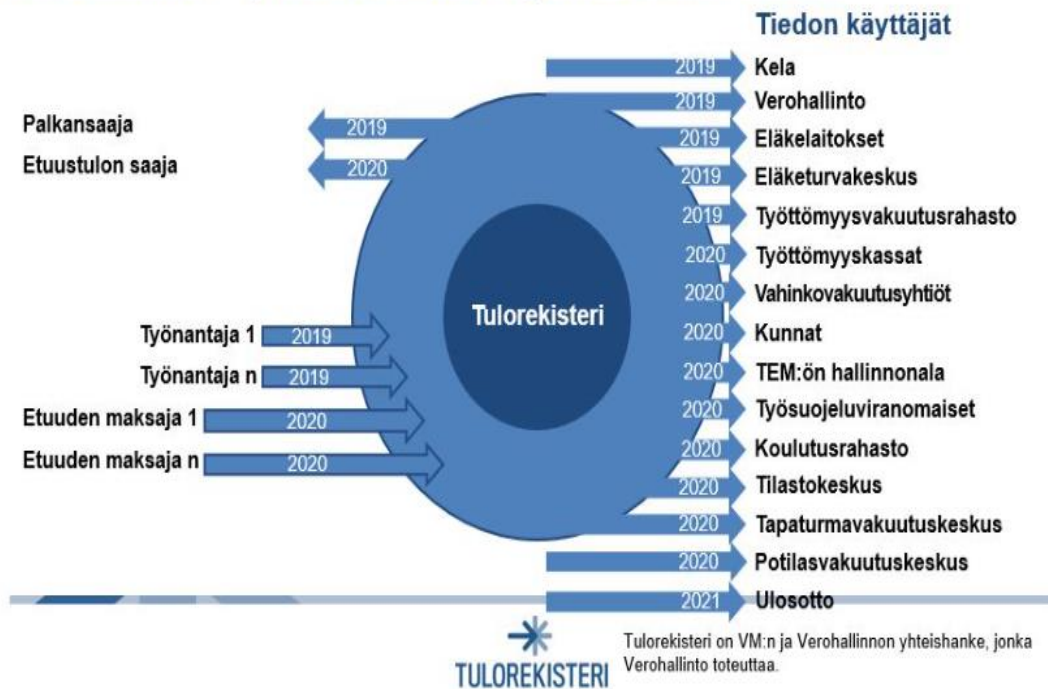 Tiedon käyttäjät
2019 Kela
2019 Verohallinto
Palkansaaja 2019
2019 Eläkelaitokset
Etuustulon saaja 2020
2019 Eläketurvakeskus
2019 Työttömyysvakuutusrahasto
2020 Työttömyyskassat
2020 Vahinkovakuutusyhtiöt
Tulorekisteri
Työnantaja 1 2019
2020 Kunnat
Työnantaja n 2019
2020 TEM:ön hallinnonala
Etuuden maksaja 1 2020
2020 Työsuojeluviranomaiset
Etuuden maksaja n 2020
2020 Koulutusrahasto
2020 Tilastokeskus
2020 Tapaturmavakuutuskeskus
2020 Potilasvakuutuskeskus
2021 Ulosotto
TULOREKISTERI
Tulorekisteri on VM:n ja Verohallinnon yhteishanke, jonka
Verohallinto toteuttaa.